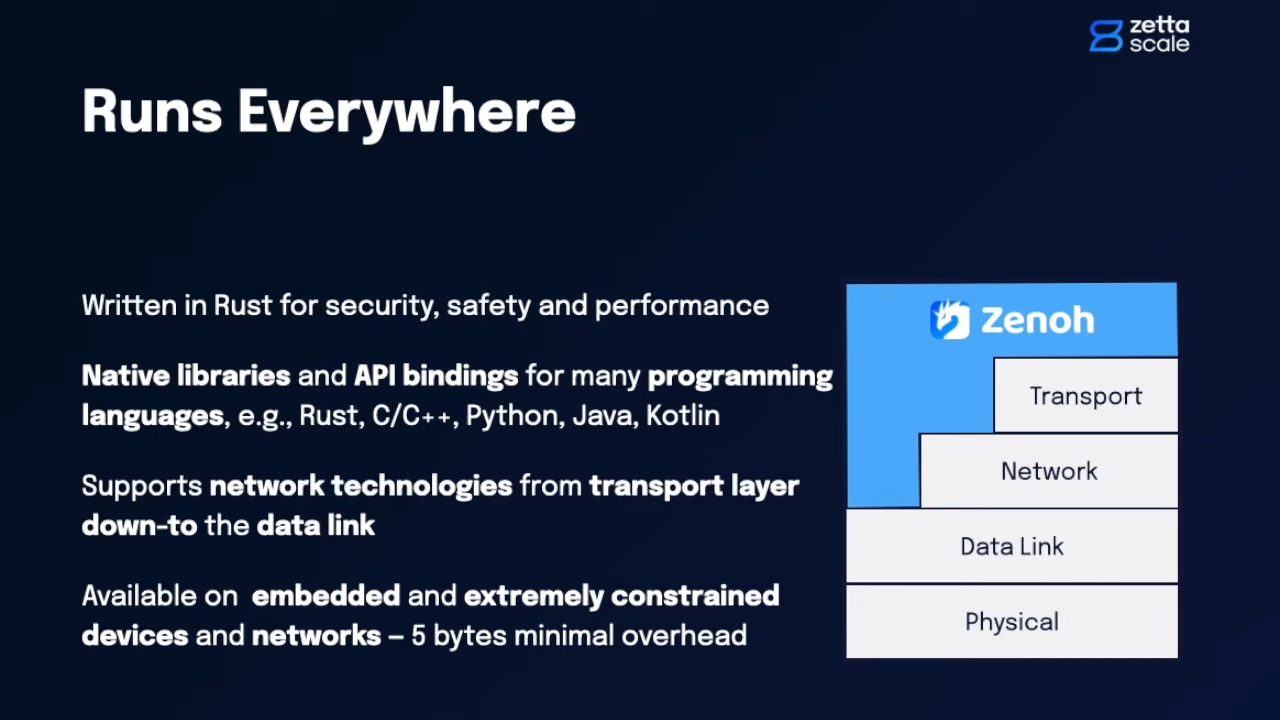 zetta
scale
Runs Everywhere
Written in Rust for security, safety and performance
Native libraries and API bindings for many programming
languages, e.g., Rust, C/C++, Python, Java, Kotlin
Supports network technologies from transport layer
down-to the data link
Available on embedded and extremely constrained
devices and networks – 5 bytes minimal overhead
Zenoh
Transport
Network
Data Link
Physical